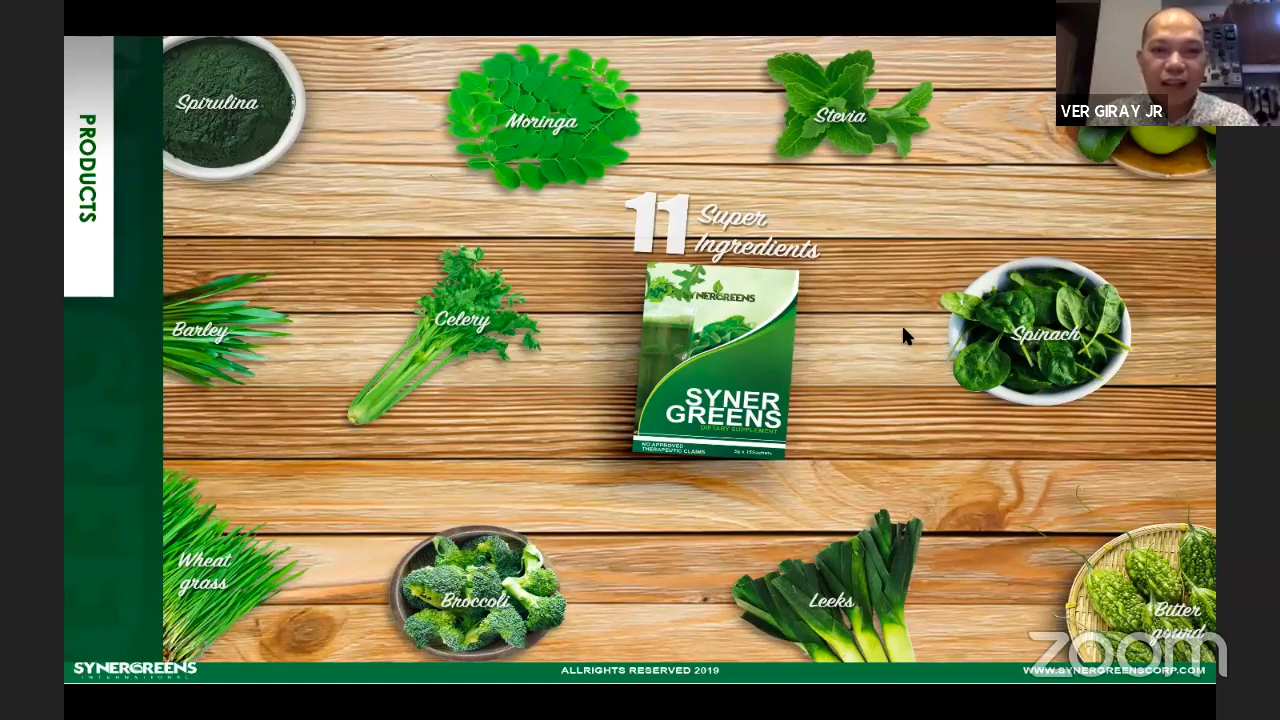 PRODUCTS
Spirulina
Moringa
Stevia
VER GIRAY JR
11 Super
Ingredients
Barley
Celery
Spinach
SYNERGREENS
SYNER
GREENS
DIETARY SUPPLEMENT
NO APPROVED
THERAPEUTIC CLAIMS
Wheat
grass
Broccoli
Leeks
Bitter
gourd
zoom
SYNERGREENS
INTERNATIONAL
ALLRIGHTS RESERVED 2019
WWW.SYNERGREENSCORP.COM